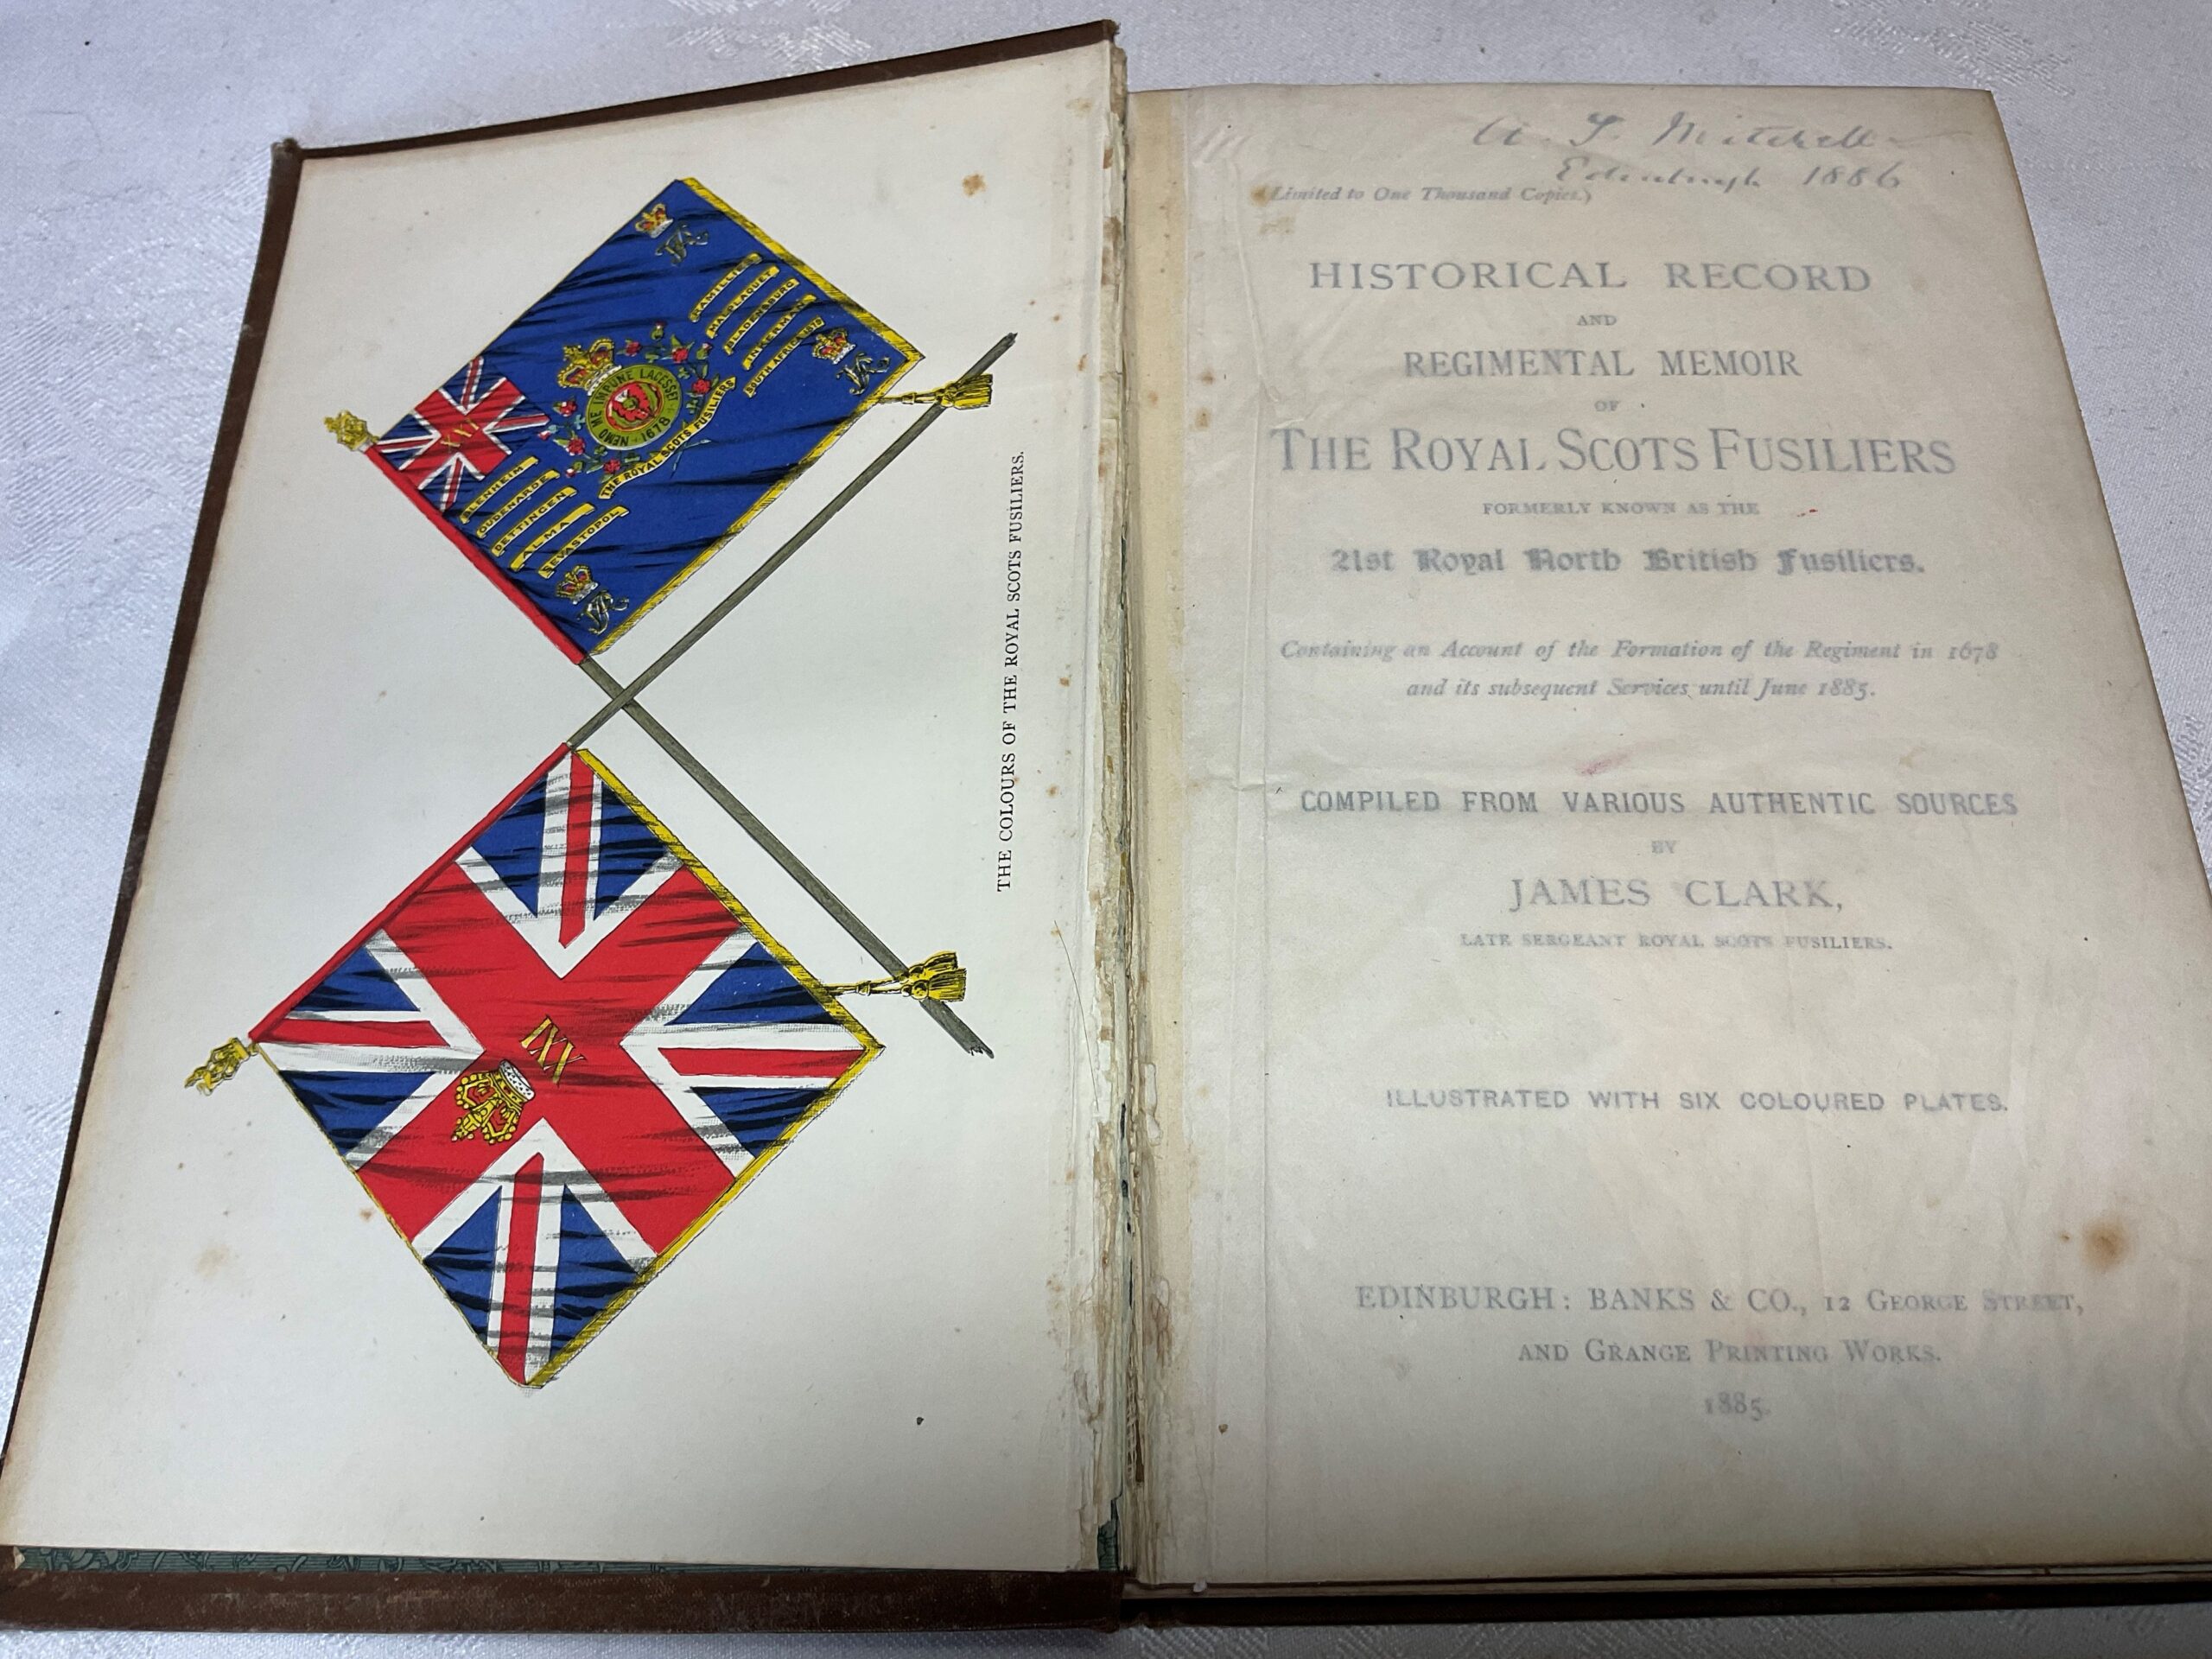 XXI
NEMO ME IMPUNE LACESSET
1678
THE ROYAL SCOTS FUSILIERS
RAMILLIES
MALPLAQUET
BLADENSBURG
INKERMAN
SOUTH AFRICA 1879
BLENHEIM
OUDENARDE
DETTINGEN
ALMA
SEVASTOPOL
XXI
THE COLOURS OF THE ROYAL SCOTS FUSILIERS.
Mitchell
Edinburgh 1886
(Limited to One Thousand Copies.)
HISTORICAL RECORD
AND
REGIMENTAL MEMOIR
OF
THE ROYAL SCOTS FUSILIERS
FORMERLY KNOWN AS THE
21st Royal North British Fusiliers.
Containing an Account of the Formation of the Regiment in 1678
and its subsequent Services until June 1885.
COMPILED FROM VARIOUS AUTHENTIC SOURCES
BY
JAMES CLARK,
LATE SERGEANT ROYAL SCOTS FUSILIERS.
ILLUSTRATED WITH SIX COLOURED PLATES.
EDINBURGH: BANKS & CO., 12 GEORGE STREET,
AND GRANGE PRINTING WORKS.
1885.